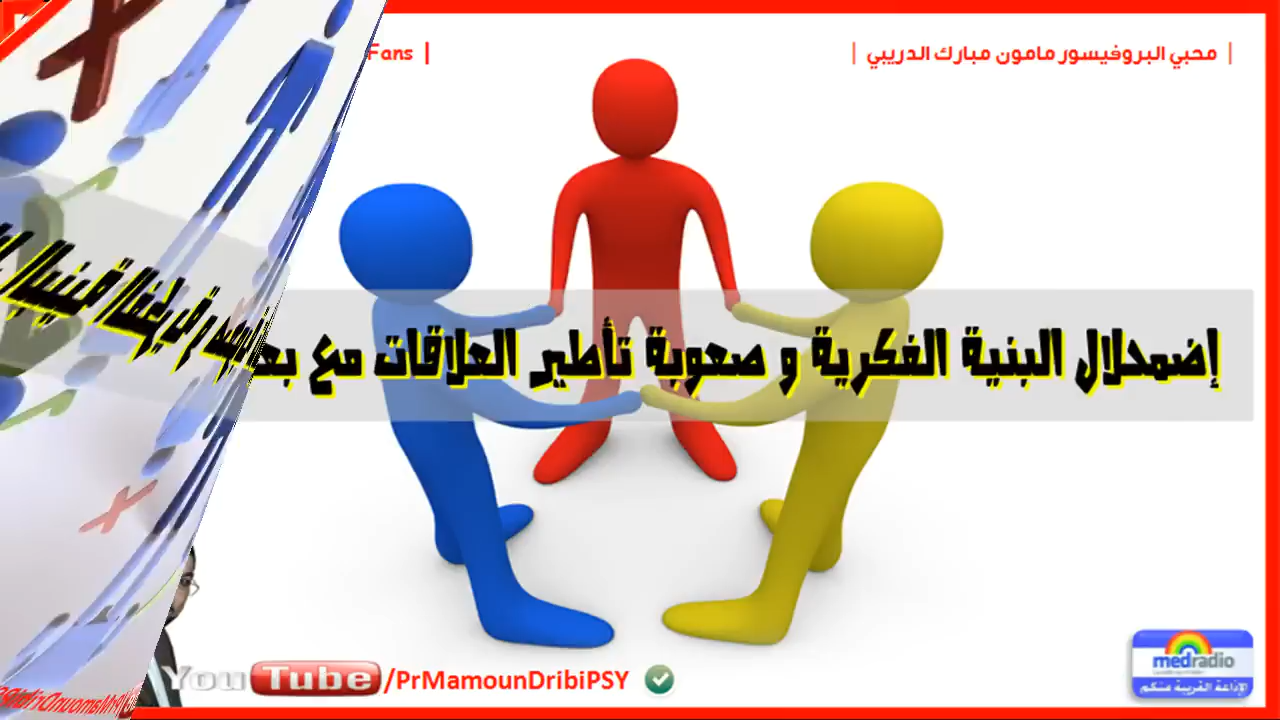 Fans |
| محبي البروفيسور مامون مبارك الدريبي |
إضمحلال البنية الفكرية و صعوبة تأطير العلاقات مع
YouTube/PrMamounDribiPSY
medradio
الإذاعة القريبة منكم